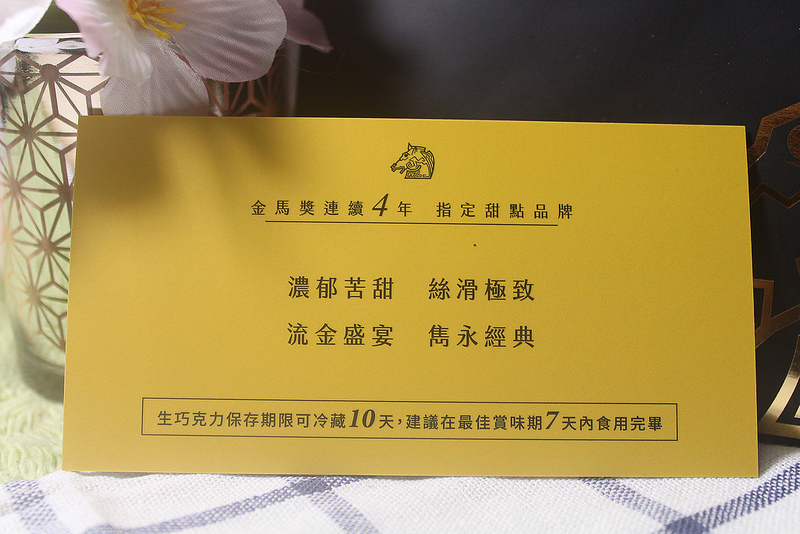 金馬獎連續4年 指定甜點品牌
濃郁苦甜 絲滑極致
流金盛宴 雋永經典
生巧克力保存期限可冷藏10天,建議在最佳賞味期7天內食用完畢